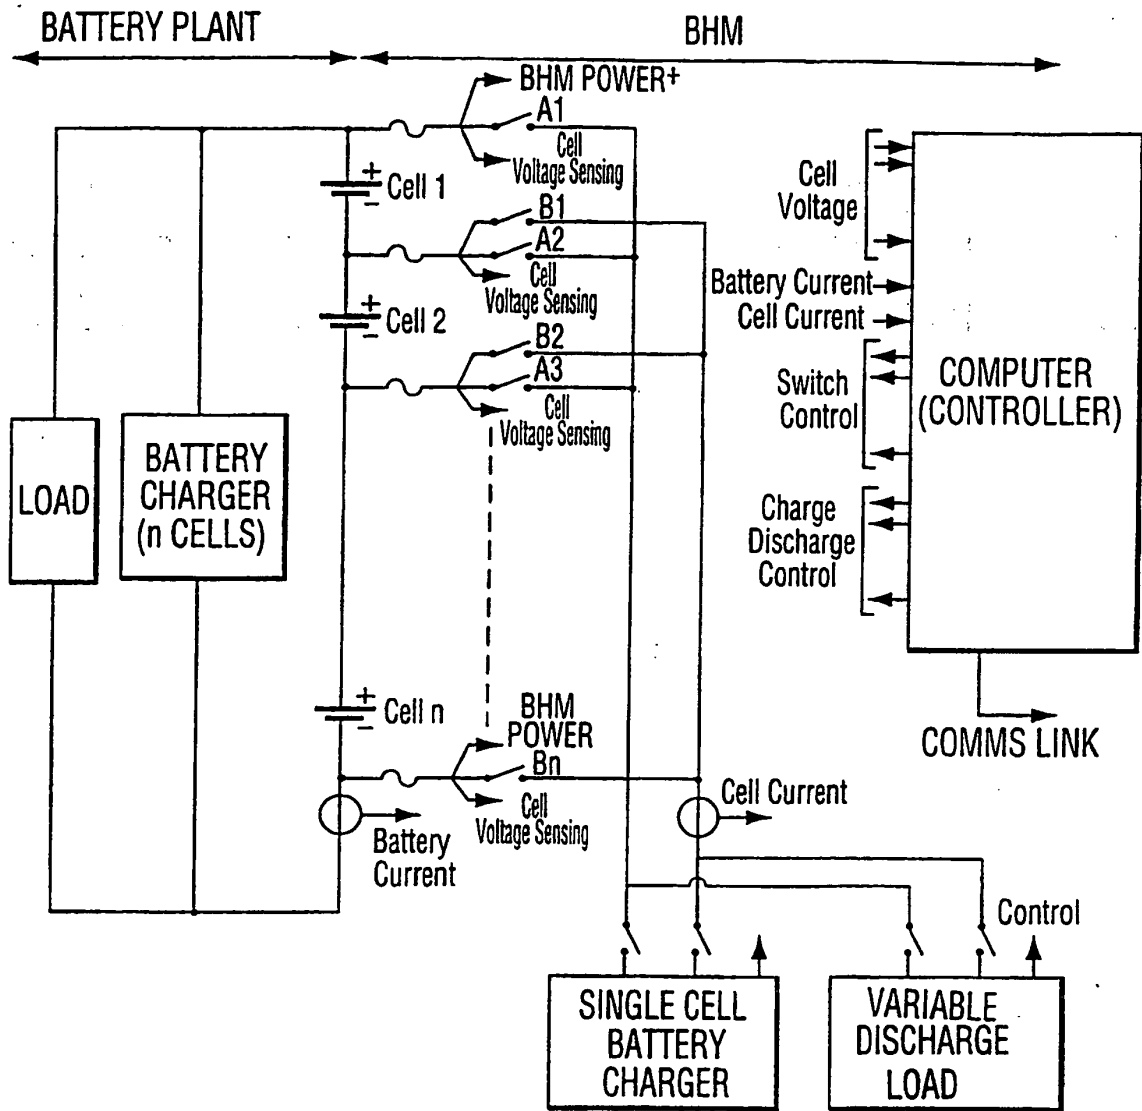 BATTERY PLANT
BHM
BHM POWER+
A1
Cell
Voltage Sensing
+
Cell 1
-
B1
A2
Cell
Voltage Sensing
+
Cell 2
-
B2
A3
Cell
Voltage Sensing
LOAD
BATTERY
CHARGER
(n CELLS)
+
Cell n
-
BHM
POWER
Bn
Cell
Voltage Sensing
Battery
Current
Cell Current
Cell
Voltage
Battery Current
Cell Current
Switch
Control
Charge
Discharge
Control
COMPUTER
(CONTROLLER)
COMMS LINK
Control
SINGLE CELL
BATTERY
CHARGER
VARIABLE
DISCHARGE
LOAD